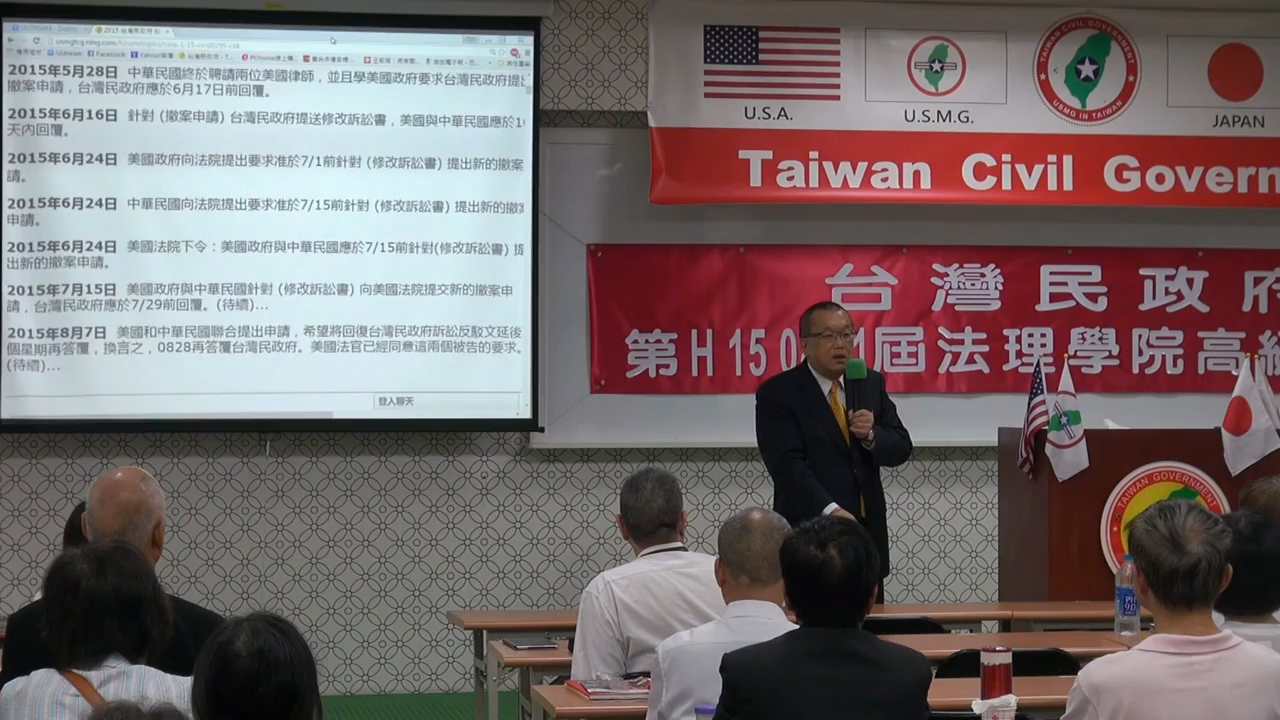 2015年5月28日 中華民國終於聘請兩位美國律師，並且學美國政府要求台灣民政府提出
撤案申請，台灣民政府應於6月17日前回覆。
2015年6月16日 針對 (撤案申請) 台灣民政府提送修改訴訟書，美國與中華民國應於
天內回覆。
2015年6月24日 美國政府向法院提出要求准於7/1前針對 (修改訴訟書) 提出新的撤案
請。
2015年6月24日 中華民國向法院提出要求准於7/15前針對 (修改訴訟書) 提出新的撤
申請。
2015年6月24日 美國法院下令：美國政府與中華民國應於7/15前針對(修改訴訟書) 提
出新的撤案申請。
2015年7月15日 美國政府與中華民國針對 (修改訴訟書) 向美國法院提交新的撤案申
請，台灣民政府應於7/29前回覆。(待續)...
2015年8月7日 美國和中華民國聯合提出申請，希望將回復台灣民政府訴訟反駁文延後
個星期再答覆，換言之，0828再答覆台灣民政府。美國法官已經同意這兩個被告的要求。
(待續)...
登入聊天
U.S.A.
U.S.M.G.
TAIWAN CIVIL GOVERNMENT
USMG IN TAIWAN
JAPAN
Taiwan Civil Govern
台灣民政府
第H15 0 1屆法理學院高級
TAIWAN GOVERNMENT